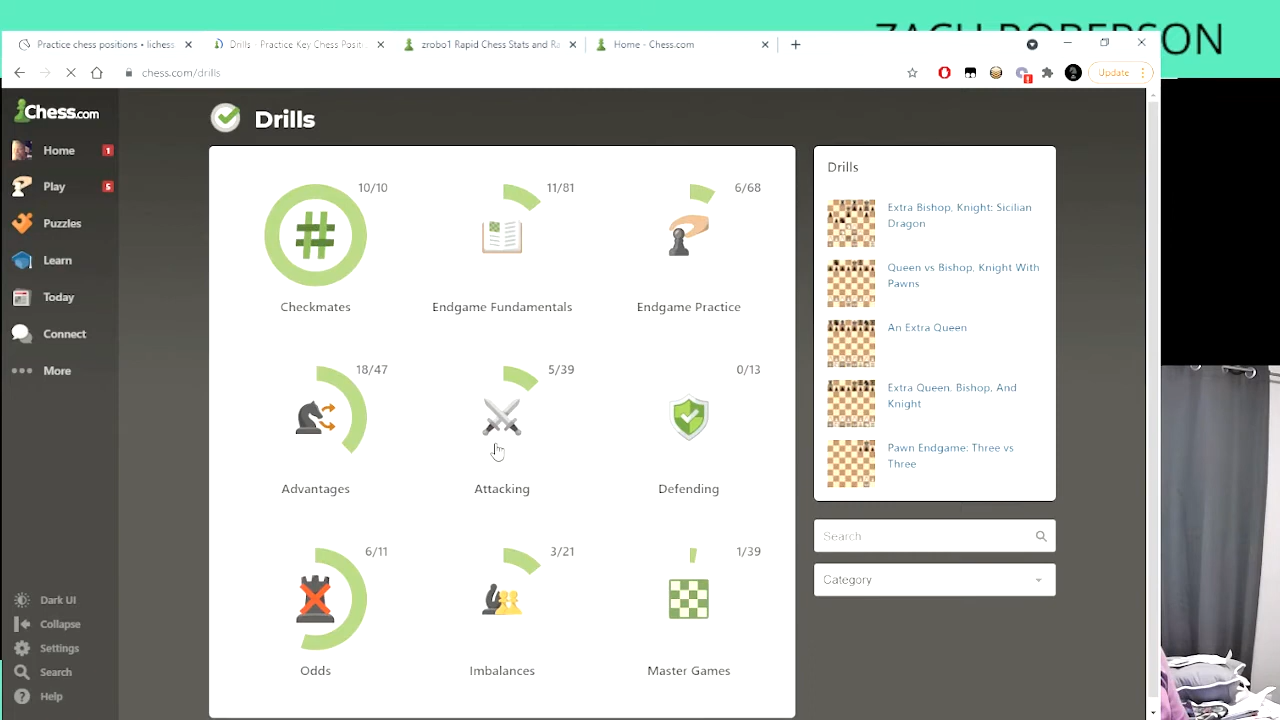 ZACH ROBERSON
Practice chess positions • lichess
Drills - Practice Key Chess Positi
zrobo1 Rapid Chess Stats and Ra
Home - Chess.com
chess.com/drills
Update
Chess.com
Home 1
Play 5
Puzzles
Learn
Today
Connect
More
Dark UI
Collapse
Settings
Search
Help
Drills
10/10
Checkmates
11/81
Endgame Fundamentals
6/68
Endgame Practice
18/47
Advantages
5/39
Attacking
0/13
Defending
6/11
Odds
3/21
Imbalances
1/39
Master Games
Drills
Extra Bishop, Knight: Sicilian
Dragon
Queen vs Bishop, Knight With
Pawns
An Extra Queen
Extra Queen, Bishop, And
Knight
Pawn Endgame: Three vs
Three
Search
Category